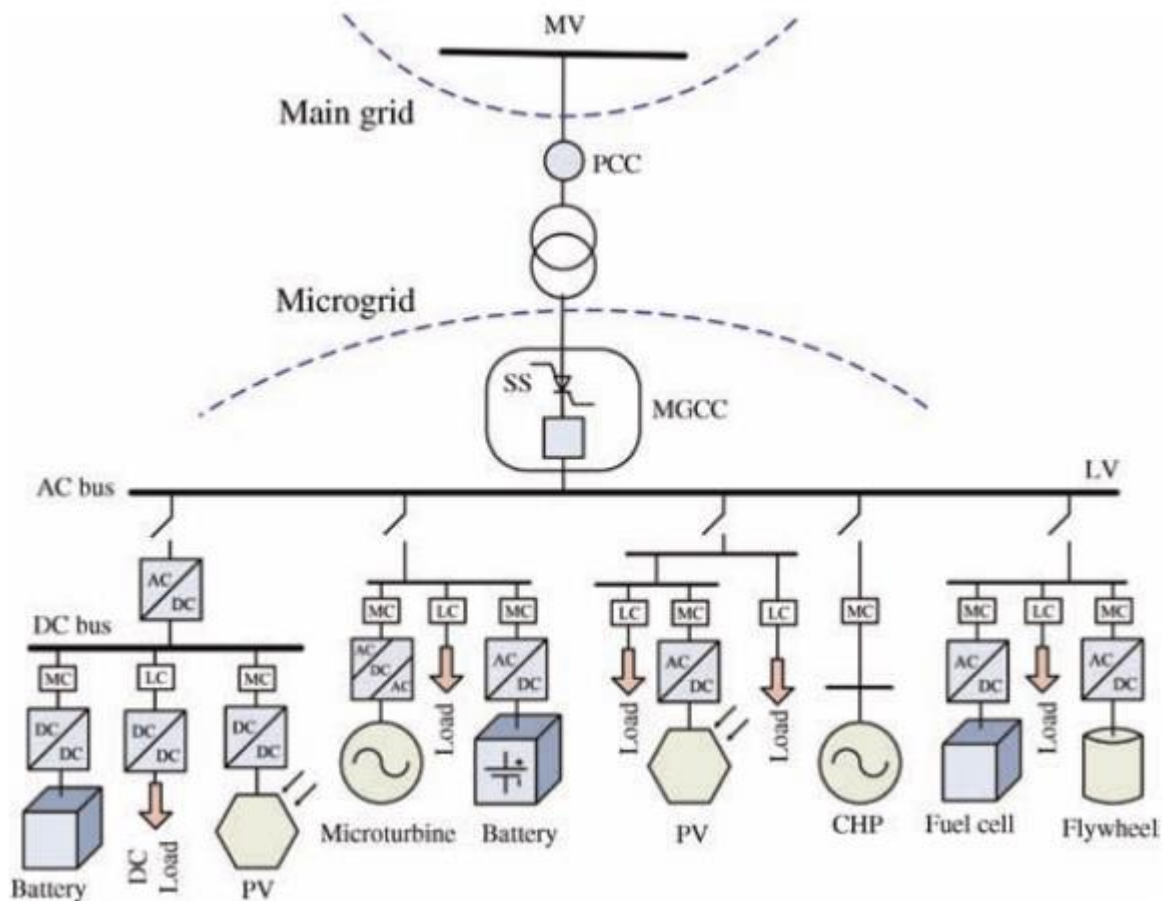 MV
Main grid
PCC
Microgrid
SS
MGCC
AC bus
LV
AC
DC
DC bus
MC
LC
MC
MC
LC
MC
LC
MC
LC
MC
MC
LC
MC
DC
DC
DC
DC
DC
DC
AC
DC
AC
AC
DC
AC
DC
AC
DC
AC
DC
Load
Load
Load
Load
Microturbine
Battery
PV
CHP
Fuel cell
Flywheel
Battery
DC
Load
PV